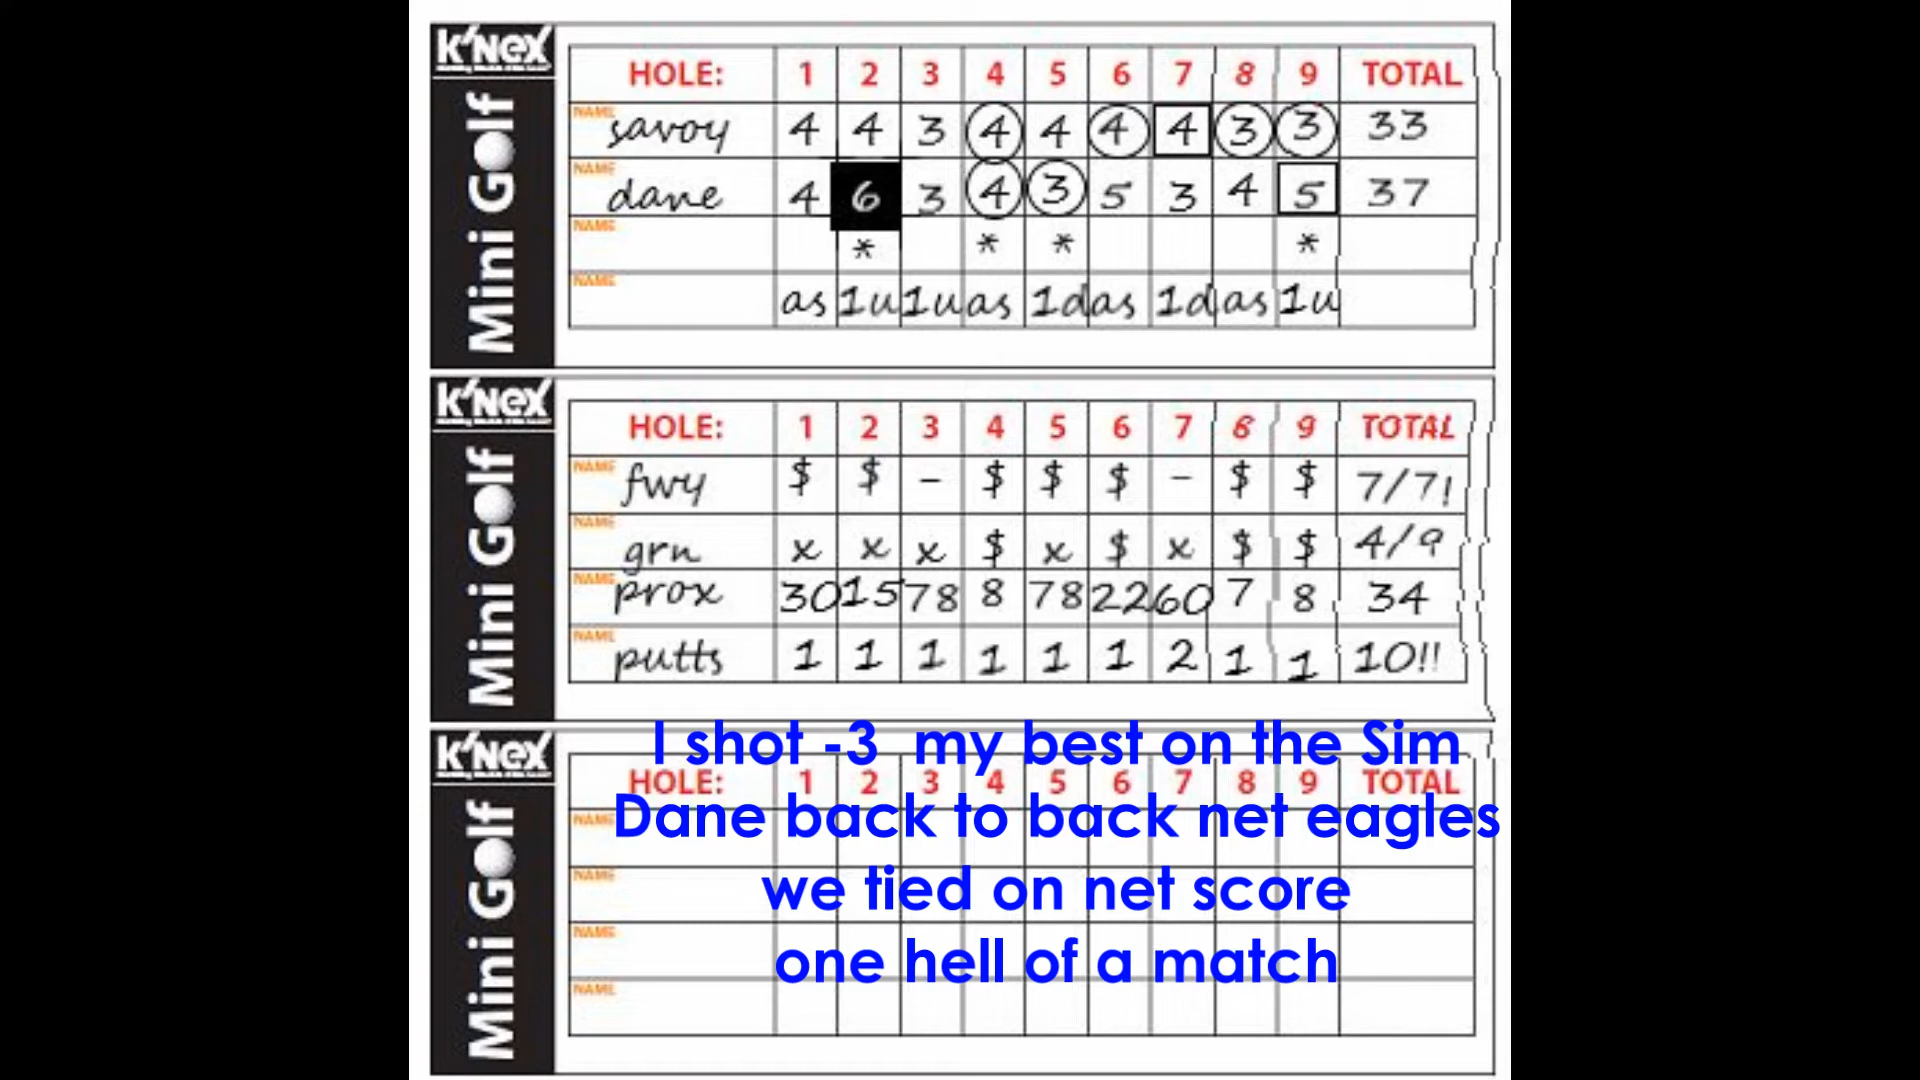 K'NEX
Mini Golf
HOLE: 1 2 3 4 5 6 7 8 9 TOTAL
NAME savoy 4 4 3 4 4 4 4 3 3 33
NAME dane 4 6 3 4 3 5 3 4 5 37
NAME * * * *
NAME as 1u 1u as 1d as 1d as 1u
K'NEX
Mini Golf
HOLE: 1 2 3 4 5 6 7 8 9 TOTAL
NAME fwy $ $ - $ $ $ - $ $ 7/7!
NAME grn x x x $ x $ x $ $ 4/9
NAME prox 30 15 78 8 78 22 60 7 8 34
NAME putts 1 1 1 1 1 1 2 1 1 10!!
K'NEX
Mini Golf
I shot -3 my best on the Sim
HOLE: 1 2 3 4 5 6 7 8 9 TOTAL
Dane back to back net eagles
NAME
we tied on net score
NAME
NAME
one hell of a match
NAME